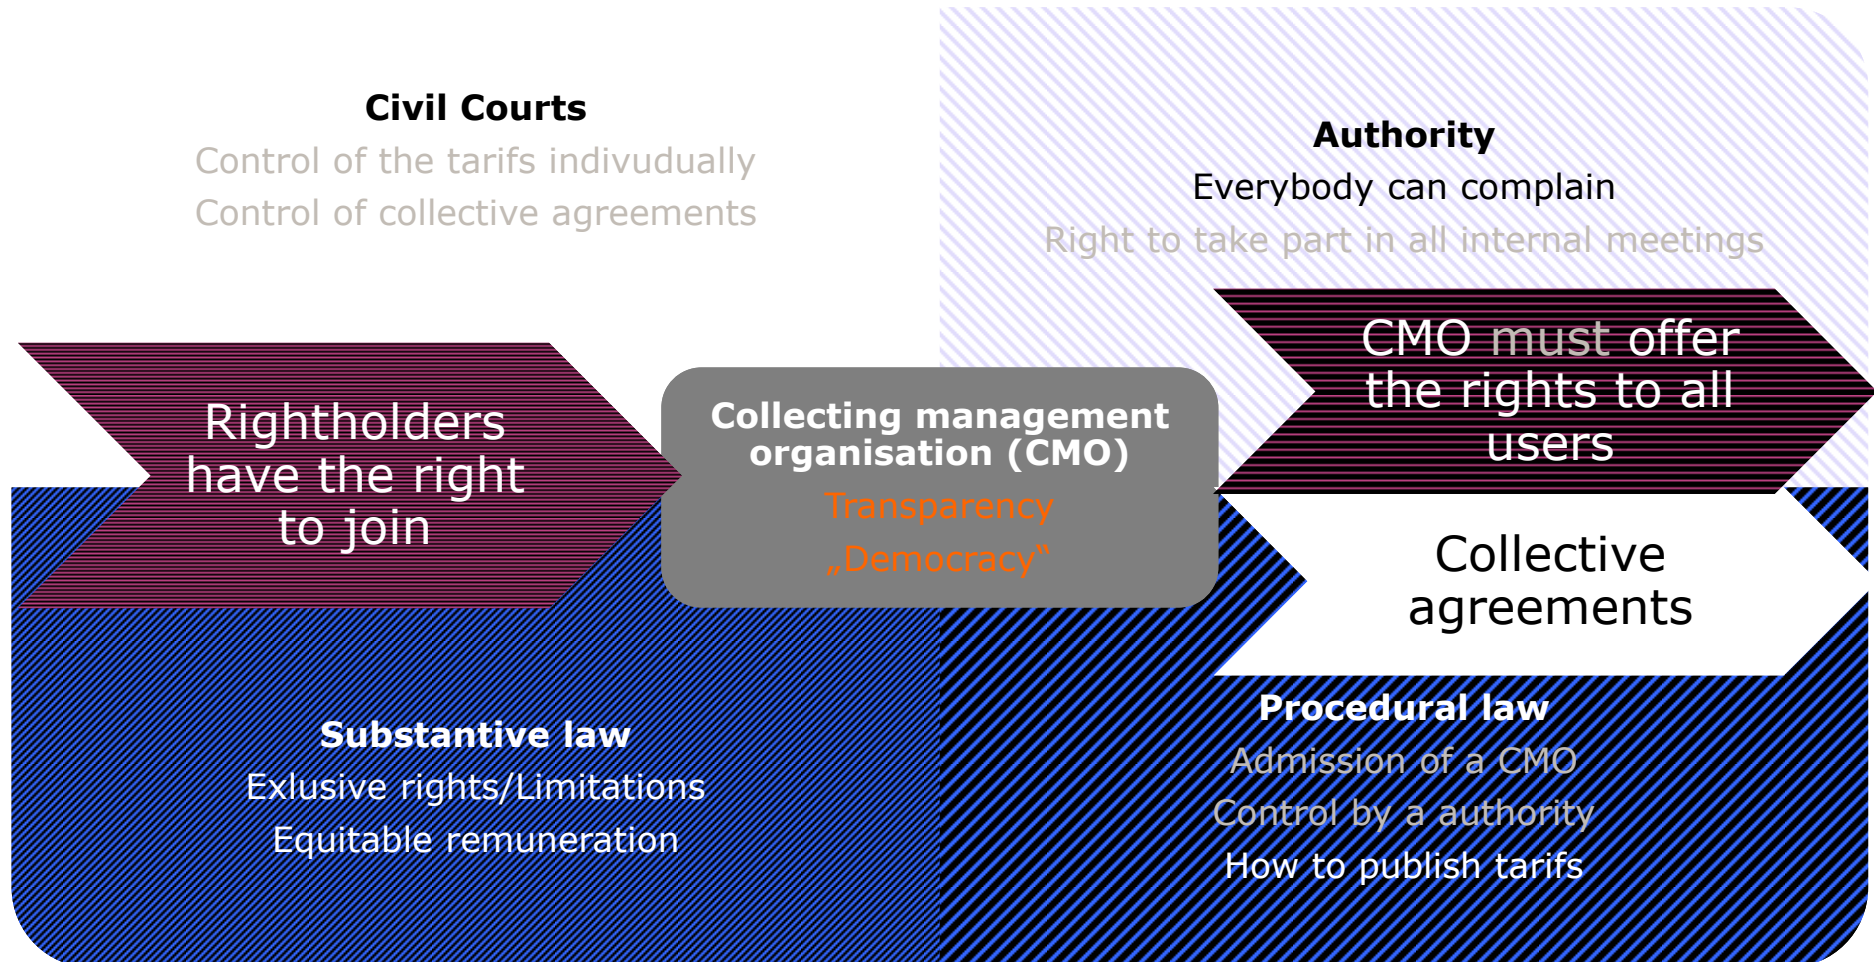 Civil Courts
Control of the tarifs indivudually
Control of collective agreements
Authority
Everybody can complain
Right to take part in all internal meetings
Rightholders
have the right
to join
Collecting management
organisation (CMO)
Transparency
„Democracy“
CMO must offer
the rights to all
users
Collective
agreements
Substantive law
Exlusive rights/Limitations
Equitable remuneration
Procedural law
Admission of a CMO
Control by a authority
How to publish tarifs